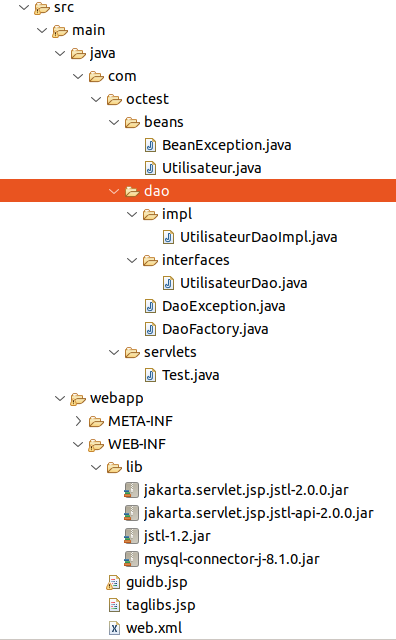 src
main
java
com
octest
beans
BeanException.java
Utilisateur.java
dao
impl
UtilisateurDaoImpl.java
interfaces
UtilisateurDao.java
DaoException.java
DaoFactory.java
servlets
Test.java
webapp
META-INF
WEB-INF
lib
jakarta.servlet.jsp.jstl-2.0.0.jar
jakarta.servlet.jsp.jstl-api-2.0.0.jar
jstl-1.2.jar
mysql-connector-j-8.1.0.jar
guidb.jsp
taglibs.jsp
web.xml